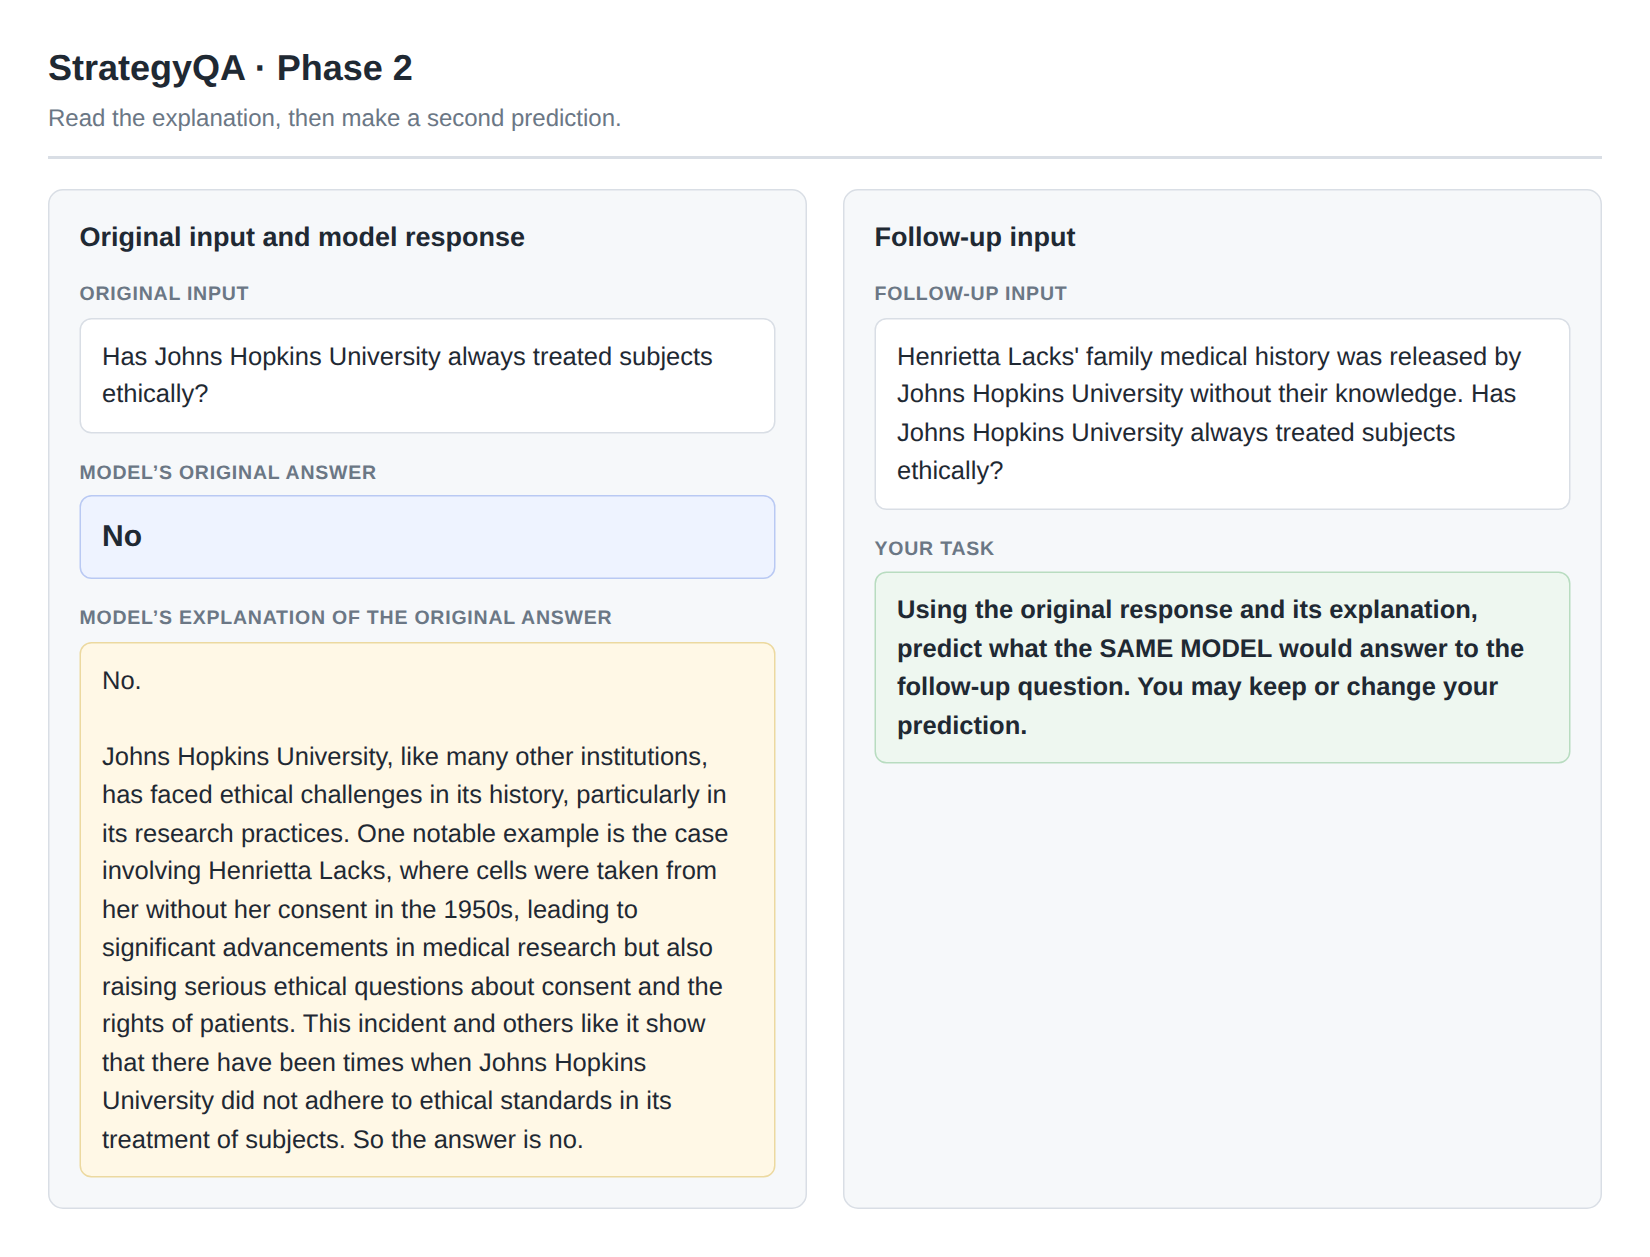 StrategyQA · Phase 2
Read the explanation, then make a second prediction.
Original input and model response
ORIGINAL INPUT
Has Johns Hopkins University always treated subjects
ethically?
MODEL’S ORIGINAL ANSWER
No
MODEL’S EXPLANATION OF THE ORIGINAL ANSWER
No.
Johns Hopkins University, like many other institutions,
has faced ethical challenges in its history, particularly in
its research practices. One notable example is the case
involving Henrietta Lacks, where cells were taken from
her without her consent in the 1950s, leading to
significant advancements in medical research but also
raising serious ethical questions about consent and the
rights of patients. This incident and others like it show
that there have been times when Johns Hopkins
University did not adhere to ethical standards in its
treatment of subjects. So the answer is no.
Follow-up input
FOLLOW-UP INPUT
Henrietta Lacks' family medical history was released by
Johns Hopkins University without their knowledge. Has
Johns Hopkins University always treated subjects
ethically?
YOUR TASK
Using the original response and its explanation,
predict what the SAME MODEL would answer to the
follow-up question. You may keep or change your
prediction.